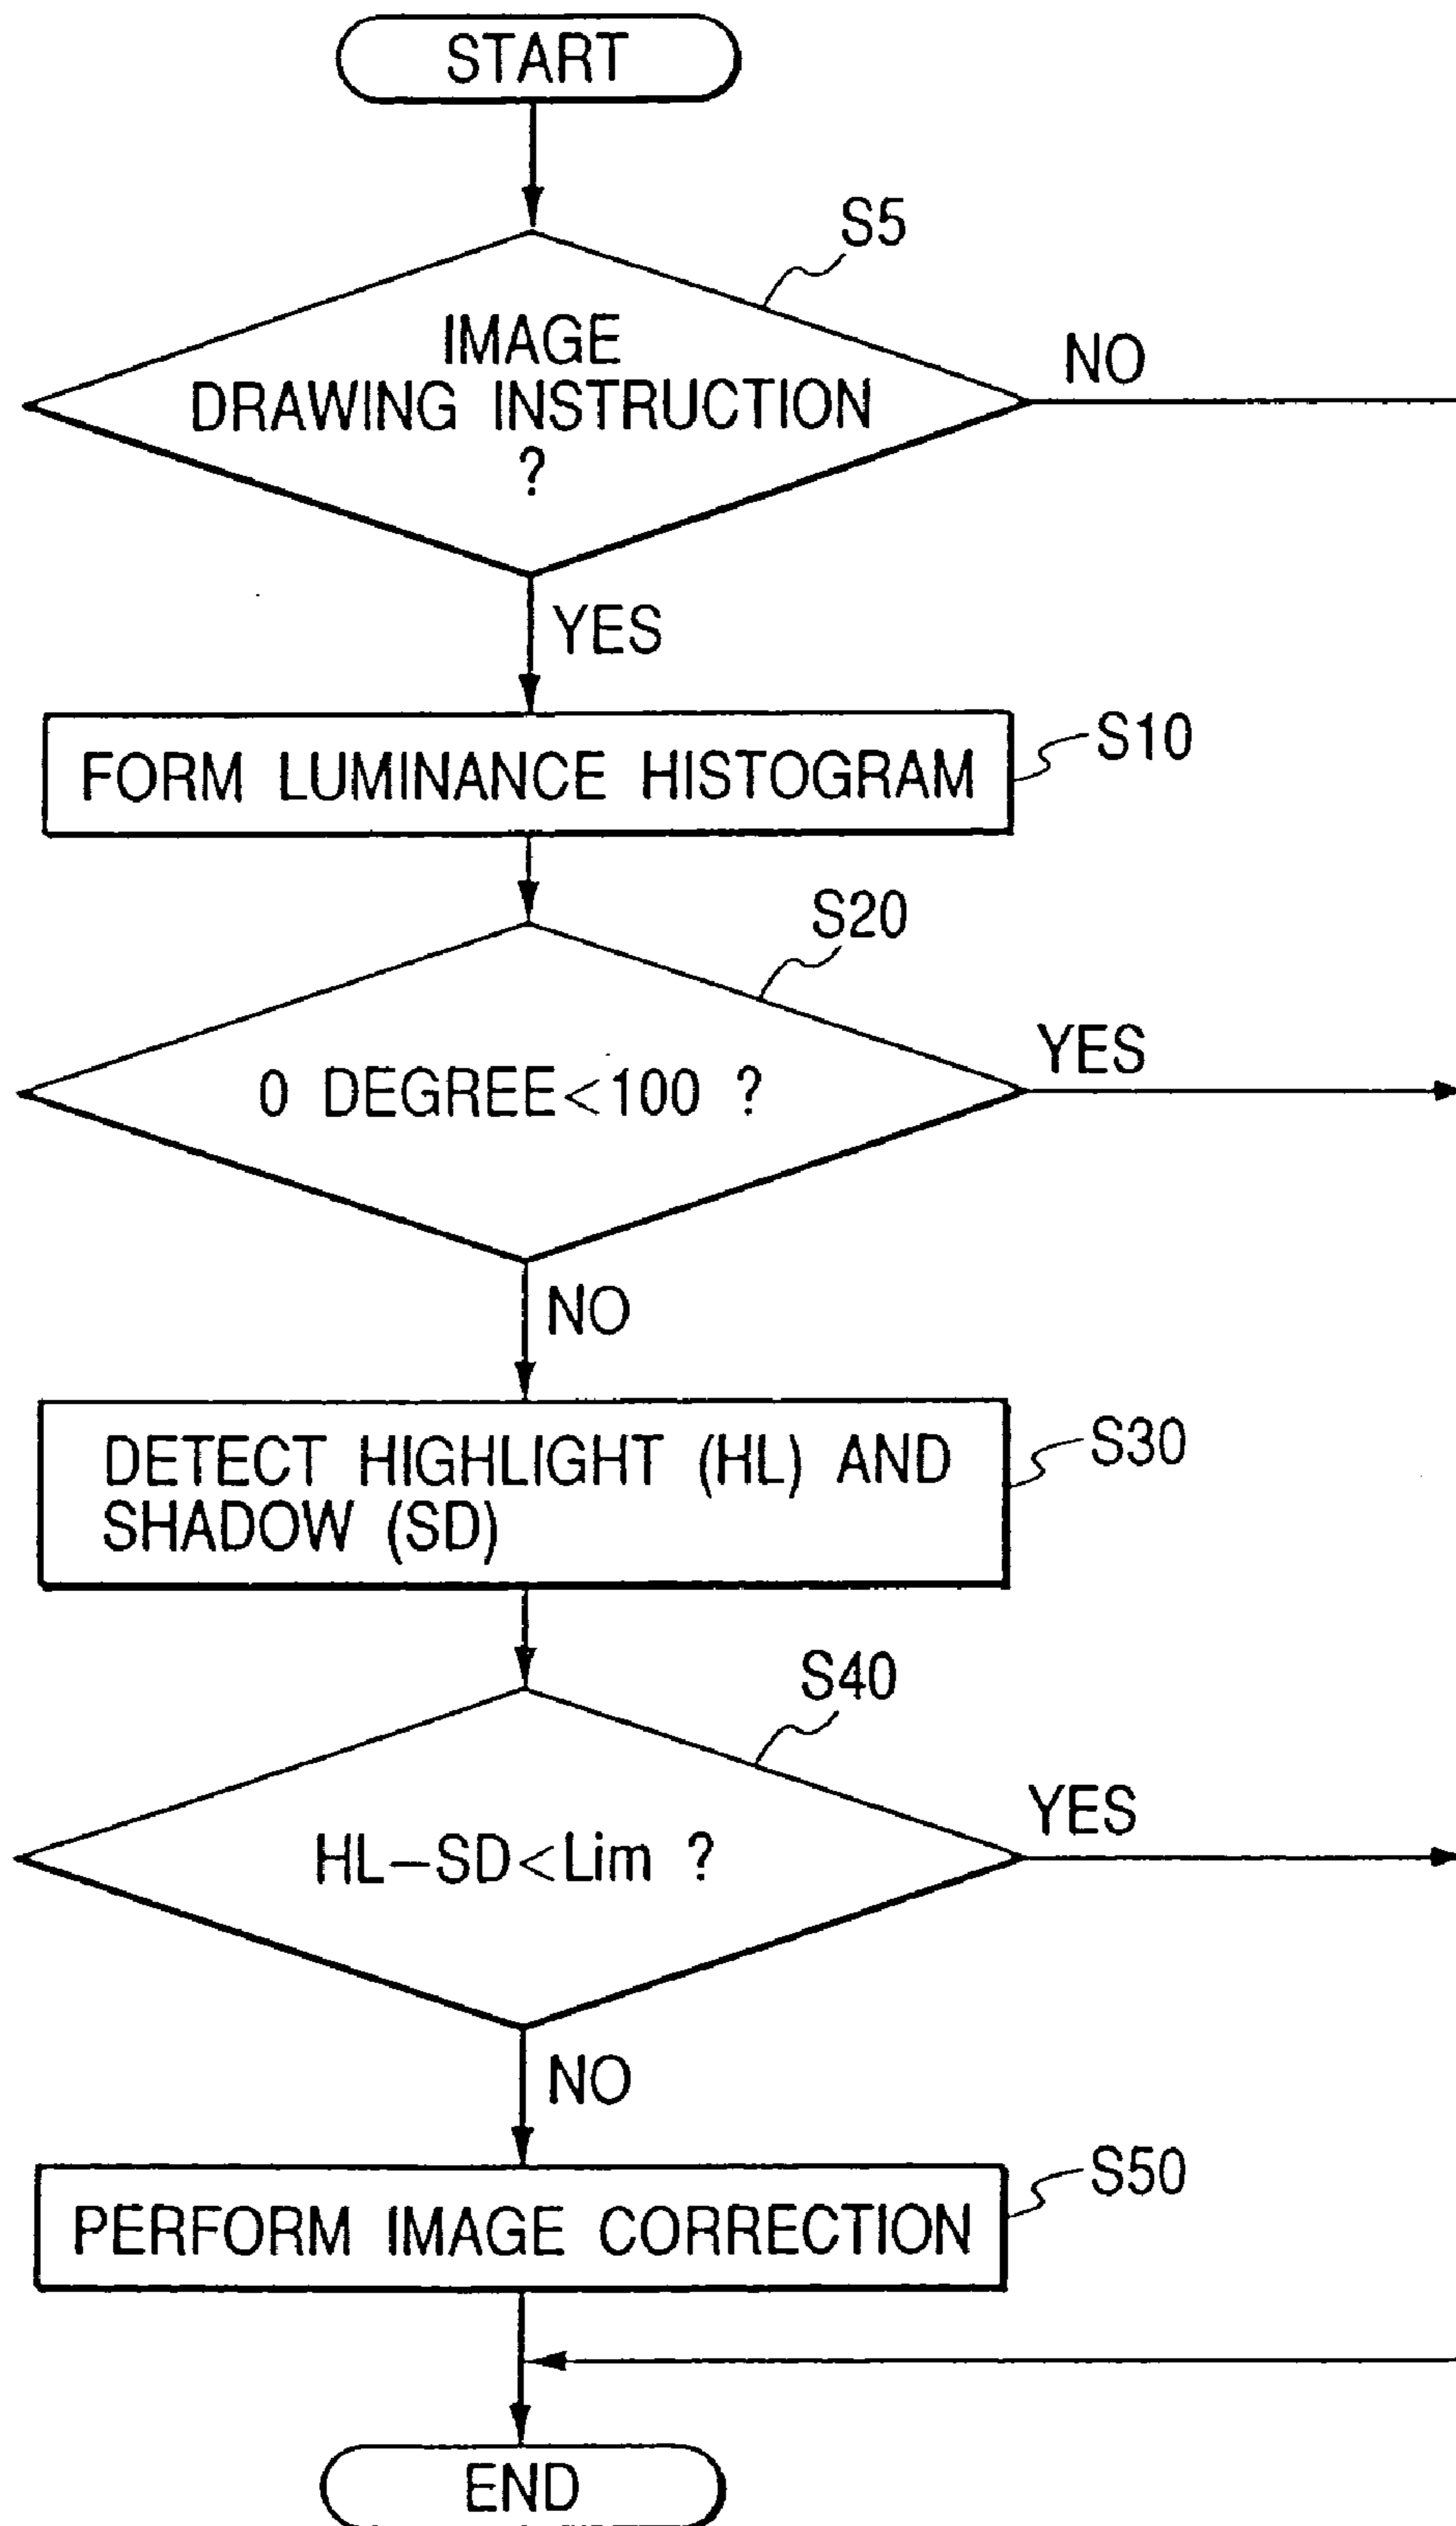 START
S5
IMAGE
DRAWING INSTRUCTION
?
NO
YES
FORM LUMINANCE HISTOGRAM
S10
S20
0 DEGREE<100 ?
YES
NO
DETECT HIGHLIGHT (HL) AND
SHADOW (SD)
S30
S40
HL−SD<Lim ?
YES
NO
PERFORM IMAGE CORRECTION
S50
END